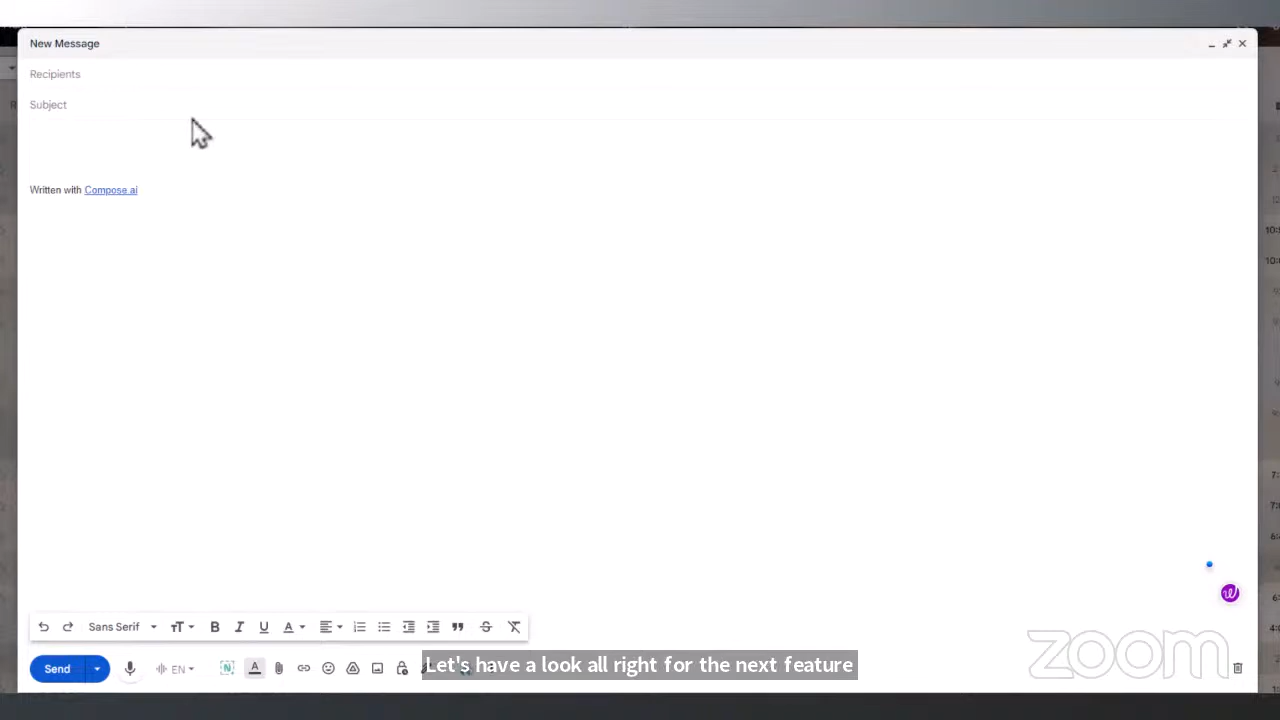 New Message
Recipients
Subject
Written with Compose.ai
Sans Serif
Send
EN
Let's have a look all right for the next feature
zoom